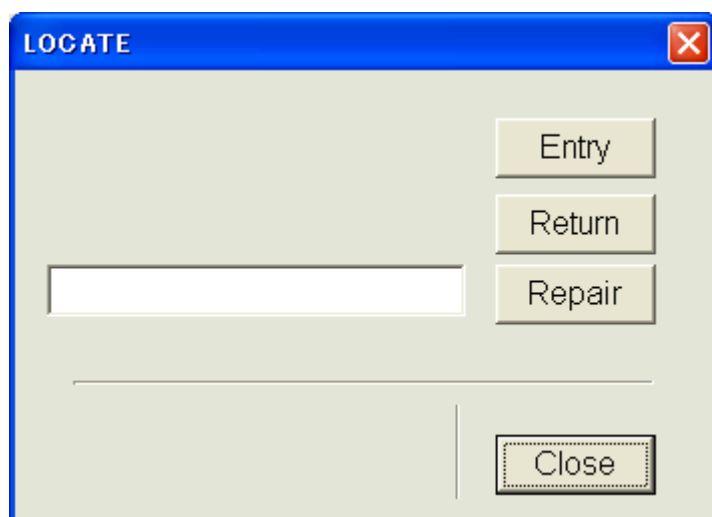 LOCATE
Entry
Return
Repair
Close